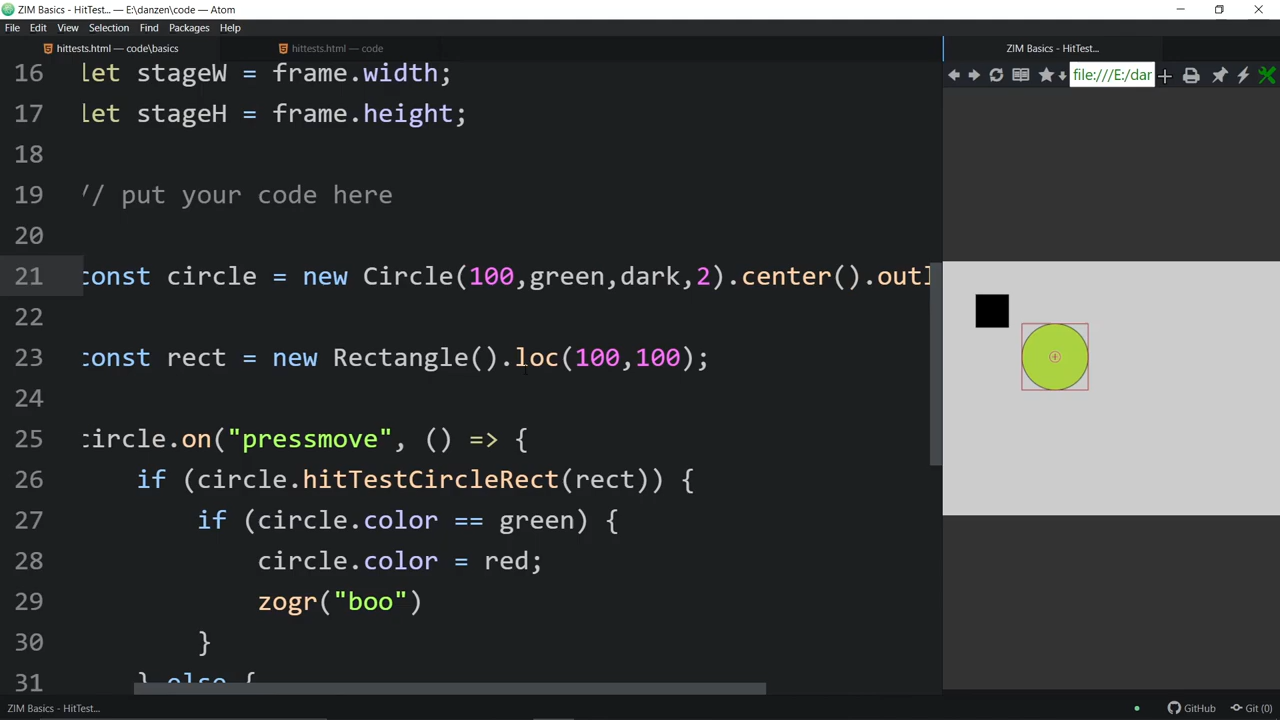 ZIM Basics - HitTest... — E:\danzen\code — Atom
File Edit View Selection Find Packages Help
hittests.html — code\basics
hittests.html — code
ZIM Basics - HitTest...
file:///E:/dar
16 let stageW = frame.width;
17 let stageH = frame.height;
18
19 // put your code here
20
21 const circle = new Circle(100,green,dark,2).center().outl
22
23 const rect = new Rectangle().loc(100,100);
24
25 circle.on("pressmove", () => {
26 if (circle.hitTestCircleRect(rect)) {
27 if (circle.color == green) {
28 circle.color = red;
29 zogr("boo")
30 }
31 } else {
ZIM Basics - HitTest...
GitHub
Git (0)